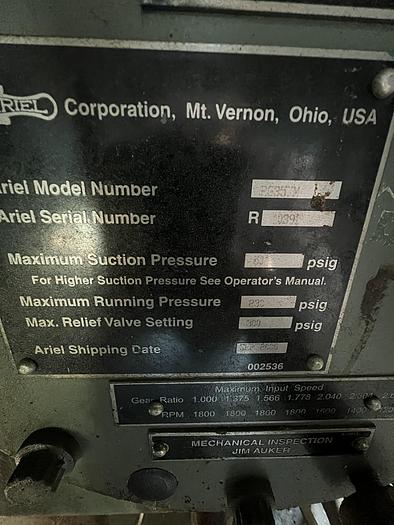 ARIEL Corporation, Mt. Vernon, Ohio, USA
Ariel Model Number
Ariel Serial Number R
Maximum Suction Pressure psig
For Higher Suction Pressure See Operator's Manual.
Maximum Running Pressure psig
Max. Relief Valve Setting psig
Ariel Shipping Date
002536
Maximum Input Speed
Gear Ratio 1.000 1.375 1.566 1.778 2.040
RPM 1800 1800 1800 1800 1600 1400
MECHANICAL INSPECTION
JIM AUKER